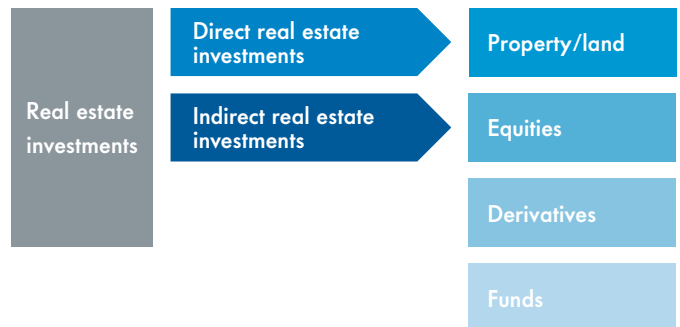 Real estate
investments
Direct real estate
investments
Property/land
Indirect real estate
investments
Equities
Derivatives
Funds